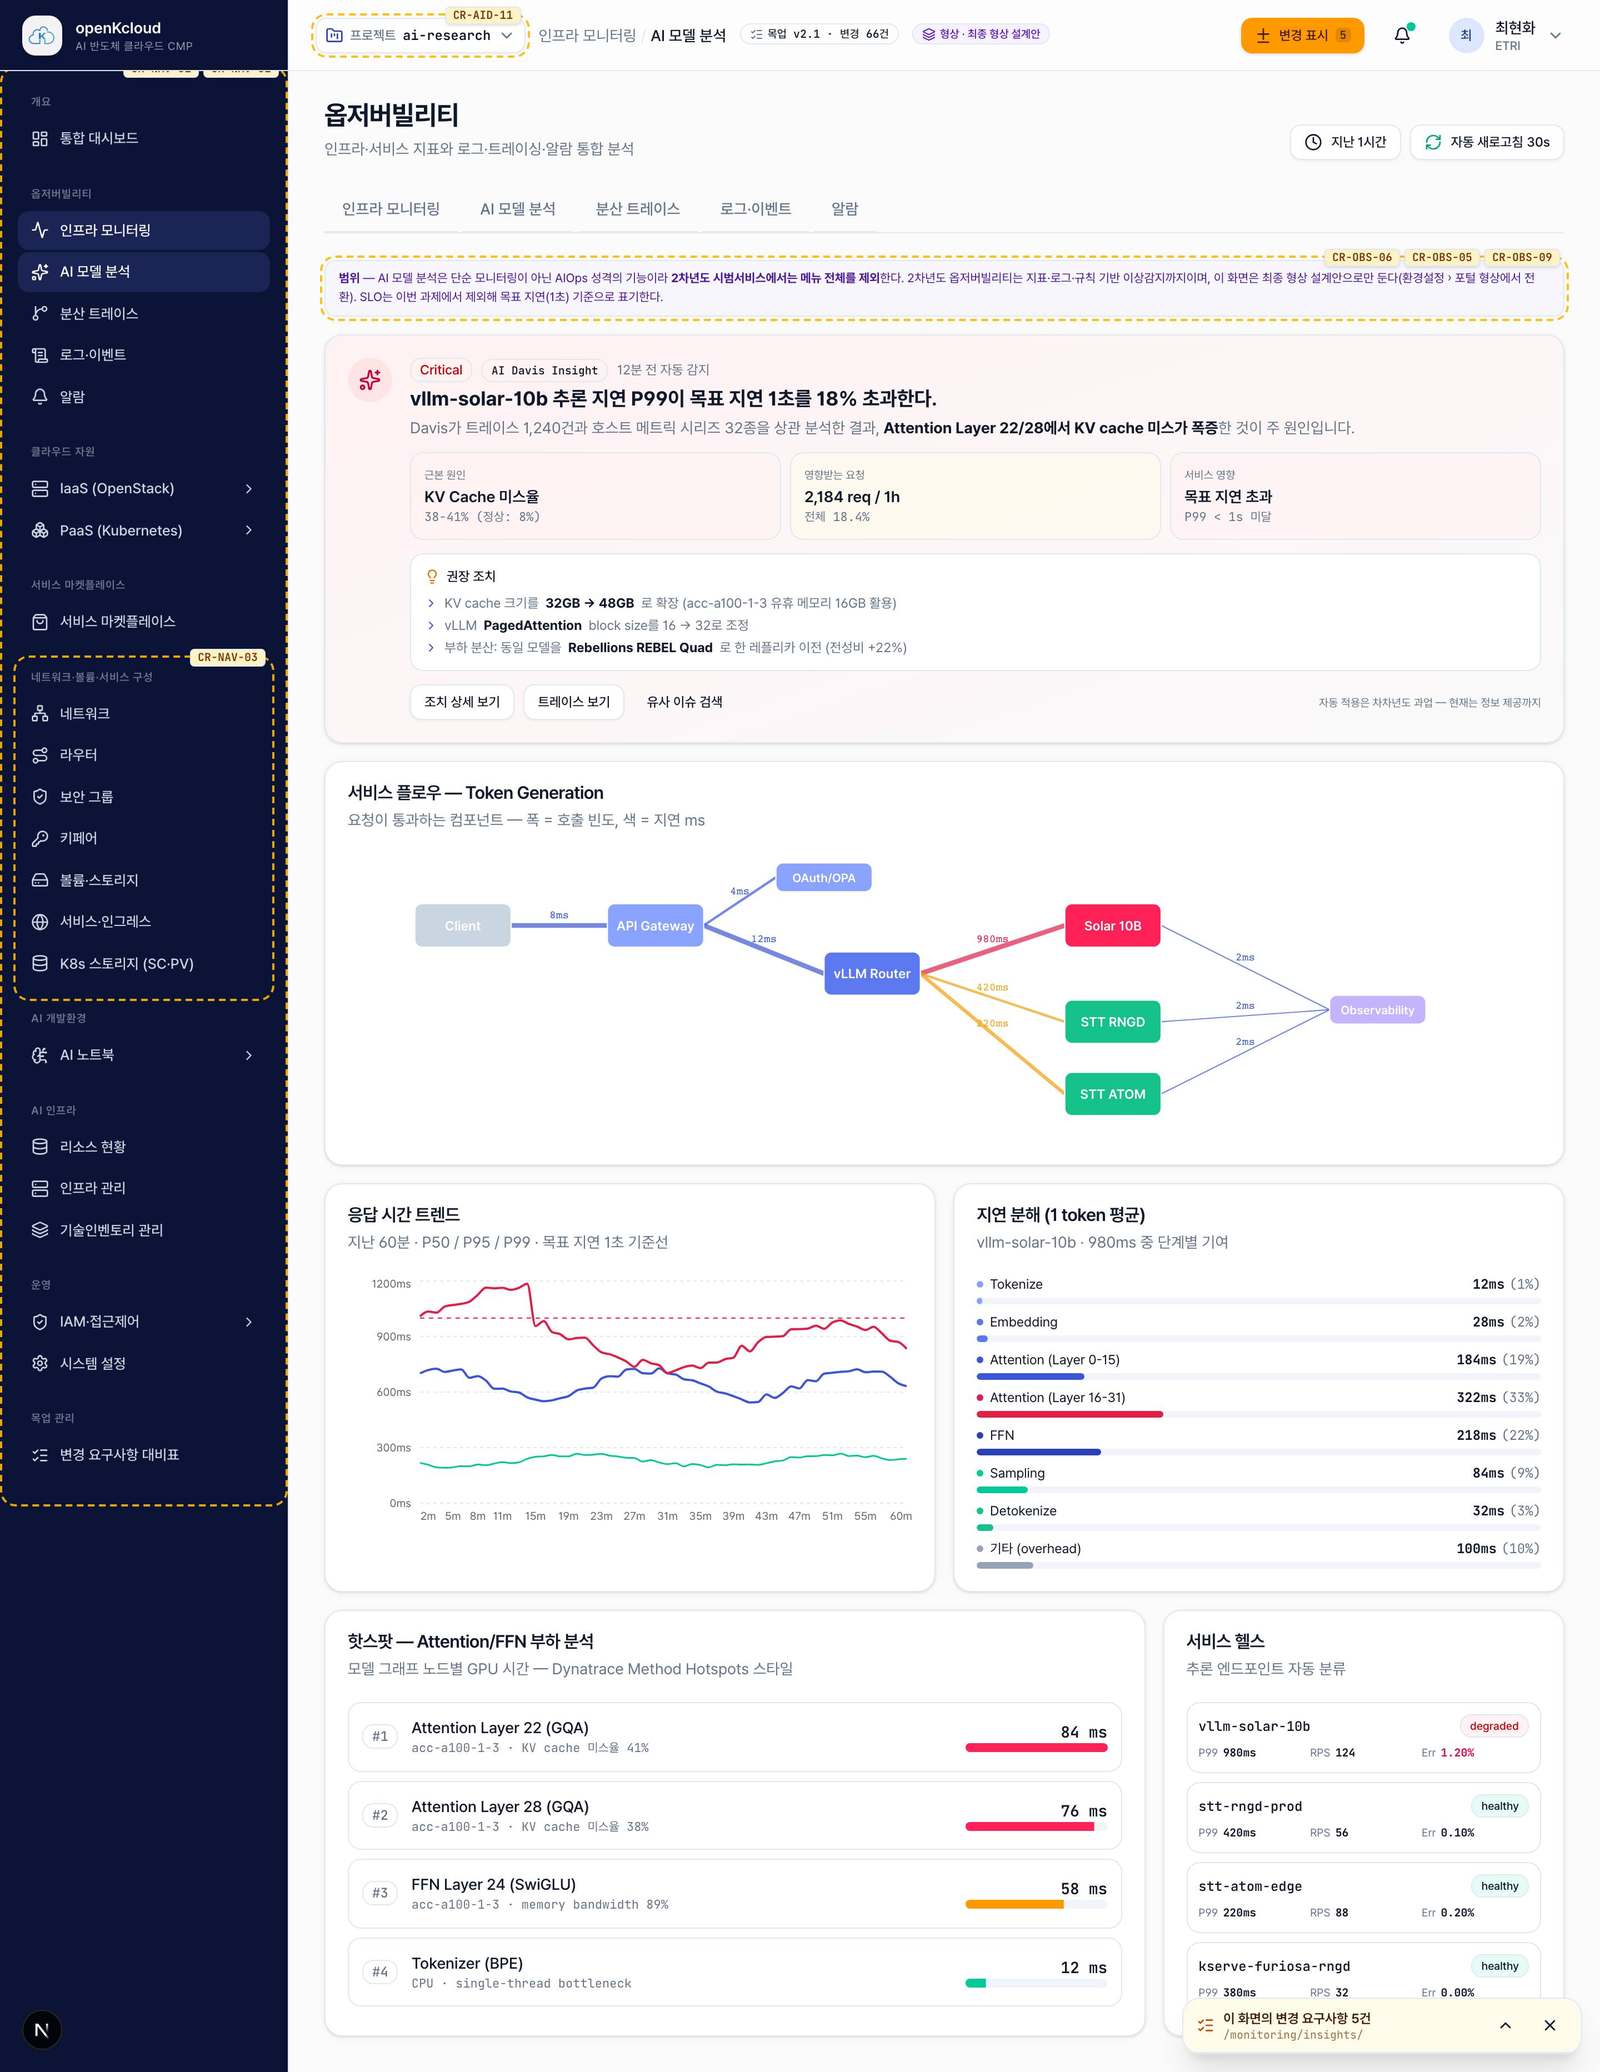 openKcloud
AI 반도체 클라우드 CMP
CR-AID-11
프로젝트 ai-research
인프라 모니터링 / AI 모델 분석
목업 v2.1 · 변경 66건
형상 · 최종 형상 설계안
변경 표시 5
최
최현화
ETRI
개요
통합 대시보드
옵저버빌리티
인프라 모니터링
AI 모델 분석
분산 트레이스
로그·이벤트
알람
클라우드 자원
IaaS (OpenStack)
PaaS (Kubernetes)
서비스 마켓플레이스
서비스 마켓플레이스
CR-NAV-03
네트워크·볼륨·서비스 구성
네트워크
라우터
보안 그룹
키페어
볼륨·스토리지
서비스·인그레스
K8s 스토리지 (SC·PV)
AI 개발환경
AI 노트북
AI 인프라
리소스 현황
인프라 관리
기술인벤토리 관리
운영
IAM·접근제어
시스템 설정
목업 관리
변경 요구사항 대비표
N
옵저버빌리티
인프라·서비스 지표와 로그·트레이싱·알람 통합 분석
지난 1시간
자동 새로고침 30s
인프라 모니터링
AI 모델 분석
분산 트레이스
로그·이벤트
알람
CR-OBS-06
CR-OBS-05
CR-OBS-09
범위 — AI 모델 분석은 단순 모니터링이 아닌 AIOps 성격의 기능이라 2차년도 시범서비스에서는 메뉴 전체를 제외한다. 2차년도 옵저버빌리티는 지표·로그·규칙 기반 이상감지까지이며, 이 화면은 최종 형상 설계안으로만 둔다(환경설정 › 포털 형상에서 전
환). SLO는 이번 과제에서 제외해 목표 지연(1초) 기준으로 표기한다.
Critical
AI Davis Insight
12분 전 자동 감지
vllm-solar-10b 추론 지연 P99이 목표 지연 1초를 18% 초과한다.
Davis가 트레이스 1,240건과 호스트 메트릭 시리즈 32종을 상관 분석한 결과, Attention Layer 22/28에서 KV cache 미스가 폭증한 것이 주 원인입니다.
근본 원인
KV Cache 미스율
38-41% (정상: 8%)
영향받는 요청
2,184 req / 1h
전체 18.4%
서비스 영향
목표 지연 초과
P99 < 1s 미달
권장 조치
KV cache 크기를 32GB → 48GB 로 확장 (acc-a100-1-3 유휴 메모리 16GB 활용)
vLLM PagedAttention block size를 16 → 32로 조정
부하 분산: 동일 모델을 Rebellions REBEL Quad 로 한 레플리카 이전 (전성비 +22%)
조치 상세 보기
트레이스 보기
유사 이슈 검색
자동 적용은 차차년도 과업 — 현재는 정보 제공까지
서비스 플로우 — Token Generation
요청이 통과하는 컴포넌트 — 폭 = 호출 빈도, 색 = 지연 ms
Client
8ms
API Gateway
4ms
OAuth/OPA
12ms
vLLM Router
980ms
Solar 10B
420ms
STT RNGD
STT ATOM
2ms
2ms
2ms
Observability
응답 시간 트렌드
지난 60분 · P50 / P95 / P99 · 목표 지연 1초 기준선
1200ms
900ms
600ms
300ms
0ms
2m 5m 8m 11m 15m 19m 23m 27m 31m 35m 39m 43m 47m 51m 55m 60m
지연 분해 (1 token 평균)
vllm-solar-10b · 980ms 중 단계별 기여
Tokenize 12ms (1%)
Embedding 28ms (2%)
Attention (Layer 0-15) 184ms (19%)
Attention (Layer 16-31) 322ms (33%)
FFN 218ms (22%)
Sampling 84ms (9%)
Detokenize 32ms (3%)
기타 (overhead) 100ms (10%)
핫스팟 — Attention/FFN 부하 분석
모델 그래프 노드별 GPU 시간 — Dynatrace Method Hotspots 스타일
#1
Attention Layer 22 (GQA)
acc-a100-1-3 · KV cache 미스율 41%
84 ms
#2
Attention Layer 28 (GQA)
acc-a100-1-3 · KV cache 미스율 38%
76 ms
#3
FFN Layer 24 (SwiGLU)
acc-a100-1-3 · memory bandwidth 89%
58 ms
#4
Tokenizer (BPE)
CPU · single-thread bottleneck
12 ms
서비스 헬스
추론 엔드포인트 자동 분류
vllm-solar-10b
degraded
P99 980ms RPS 124 Err 1.20%
stt-rngd-prod
healthy
P99 420ms RPS 56 Err 0.10%
stt-atom-edge
healthy
P99 220ms RPS 88 Err 0.20%
kserve-furiosa-rngd
healthy
P99 380ms RPS 32 Err 0.00%
이 화면의 변경 요구사항 5건
/monitoring/insights/